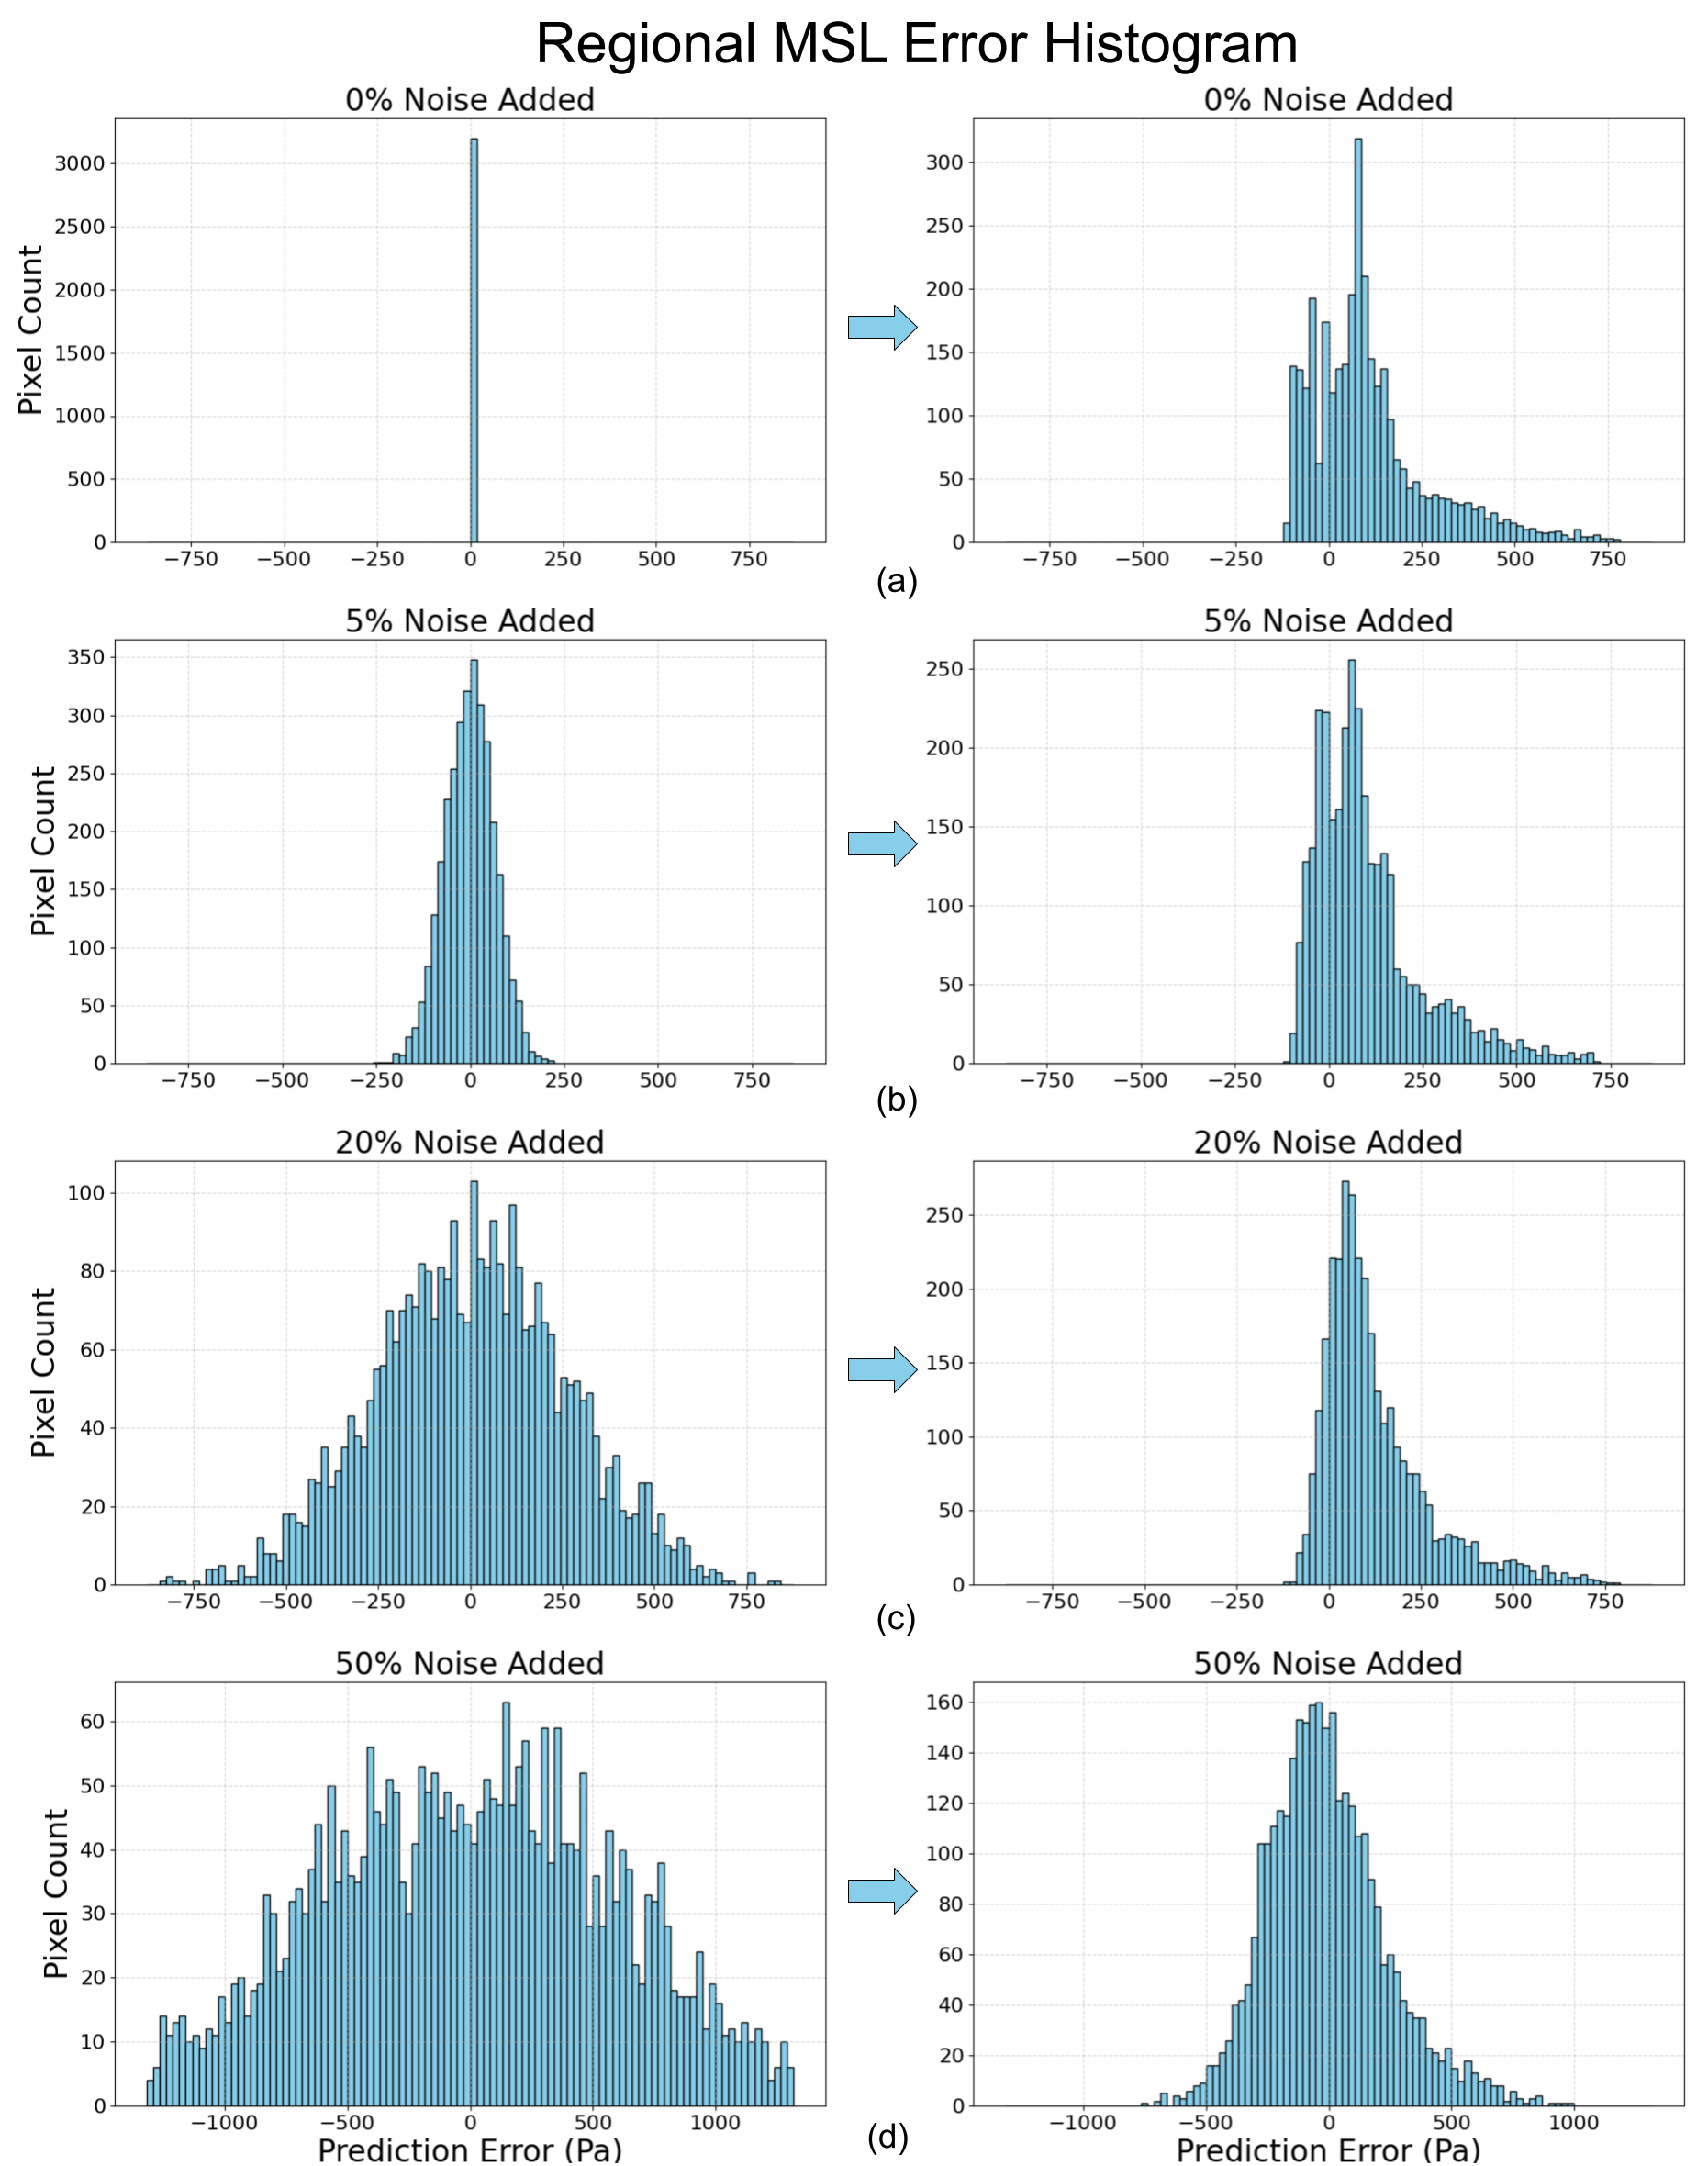 Regional MSL Error Histogram
0% Noise Added 0% Noise Added
Pixel Count
3000
2500
2000
1500
1000
500
0
−750 −500 −250 0 250 500 750
300
250
200
150
100
50
0
−750 −500 −250 0 250 500 750
(a)
5% Noise Added 5% Noise Added
Pixel Count
350
300
250
200
150
100
50
0
−750 −500 −250 0 250 500 750
250
200
150
100
50
0
−750 −500 −250 0 250 500 750
(b)
20% Noise Added 20% Noise Added
Pixel Count
100
80
60
40
20
0
−750 −500 −250 0 250 500 750
250
200
150
100
50
0
−750 −500 −250 0 250 500 750
(c)
50% Noise Added 50% Noise Added
Pixel Count
60
50
40
30
20
10
0
−1000 −500 0 500 1000
Prediction Error (Pa)
160
140
120
100
80
60
40
20
0
−1000 −500 0 500 1000
Prediction Error (Pa)
(d)